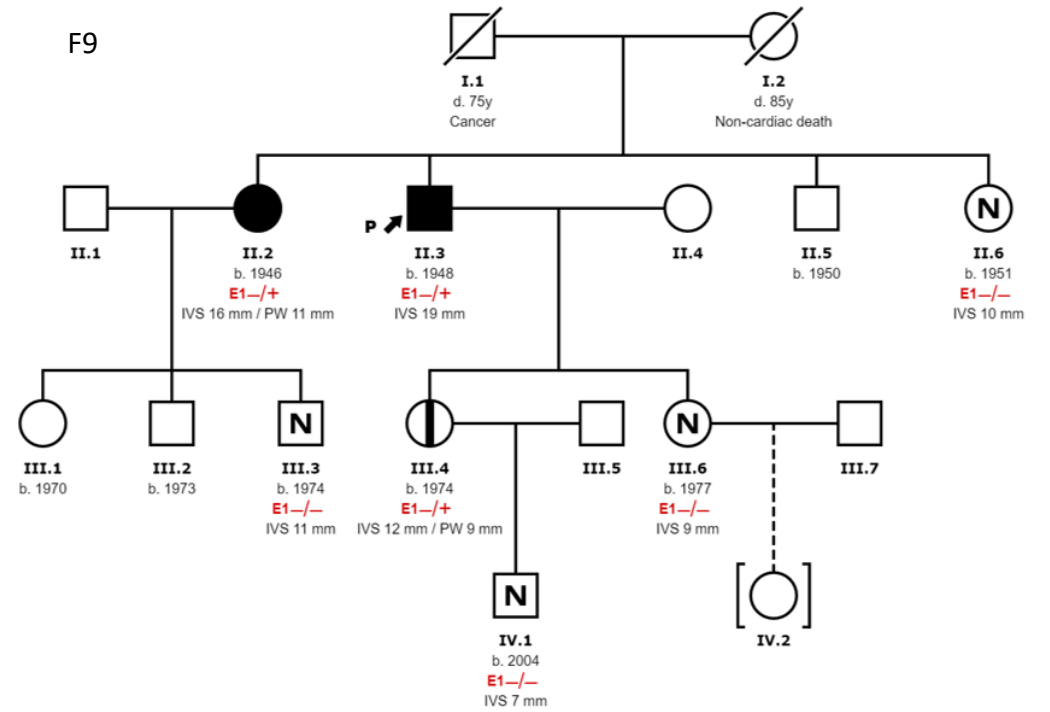 F9
I.1
d. 75y
Cancer
I.2
d. 85y
Non-cardiac death
II.1
II.2
b. 1946
E1—/+
IVS 16 mm / PW 11 mm
P
II.3
b. 1948
E1—/+
IVS 19 mm
II.4
II.5
b. 1950
N
II.6
b. 1951
E1—/—
IVS 10 mm
III.1
b. 1970
III.2
b. 1973
N
III.3
b. 1974
E1—/—
IVS 11 mm
III.4
b. 1974
E1—/+
IVS 12 mm / PW 9 mm
III.5
N
III.6
b. 1977
E1—/—
IVS 9 mm
III.7
N
IV.1
b. 2004
E1—/—
IVS 7 mm
IV.2